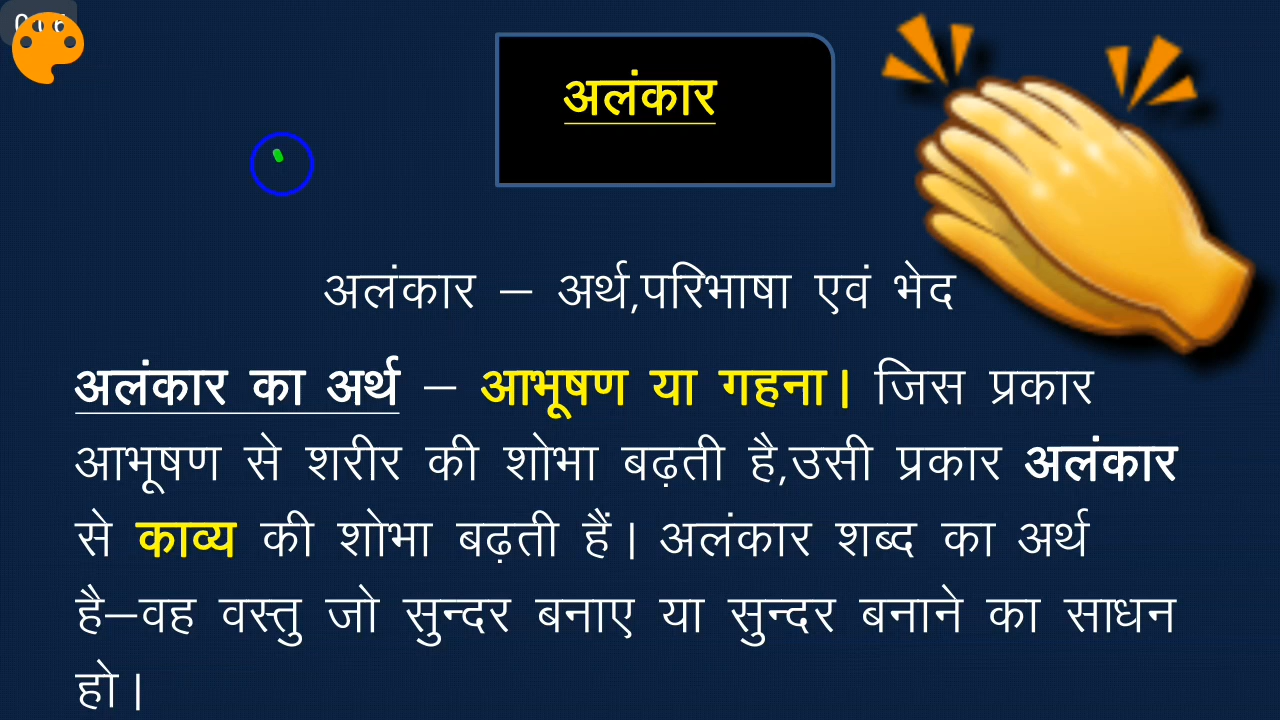 अलंकार
अलंकार – अर्थ,परिभाषा एवं भेद
अलंकार का अर्थ – आभूषण या गहना। जिस प्रकार
आभूषण से शरीर की शोभा बढ़ती है,उसी प्रकार अलंकार
से काव्य की शोभा बढ़ती हैं। अलंकार शब्द का अर्थ
है–वह वस्तु जो सुन्दर बनाए या सुन्दर बनाने का साधन
हो।